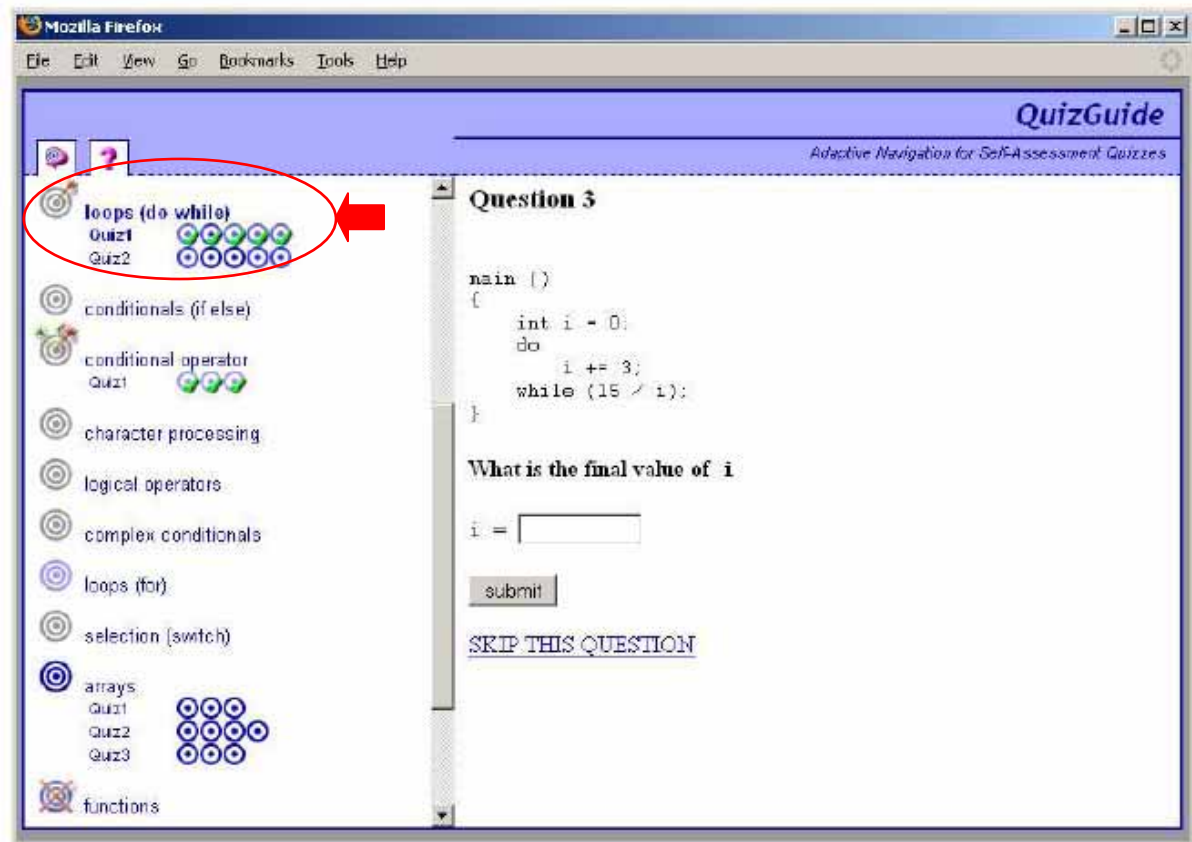 Mozilla Firefox
File Edit View Go Bookmarks Tools Help
QuizGuide
Adaptive Navigation for Self-Assessment Quizzes
loops (do while)
Quiz1
Quiz2
conditionals (if else)
conditional operator
Quiz1
character processing
logical operators
complex conditionals
loops (for)
selection (switch)
arrays
Quiz1
Quiz2
Quiz3
functions
Question 3
main ()
{
int i = 0;
do
i += 3;
while (15 / i);
}
What is the final value of i
i =
submit
SKIP THIS QUESTION